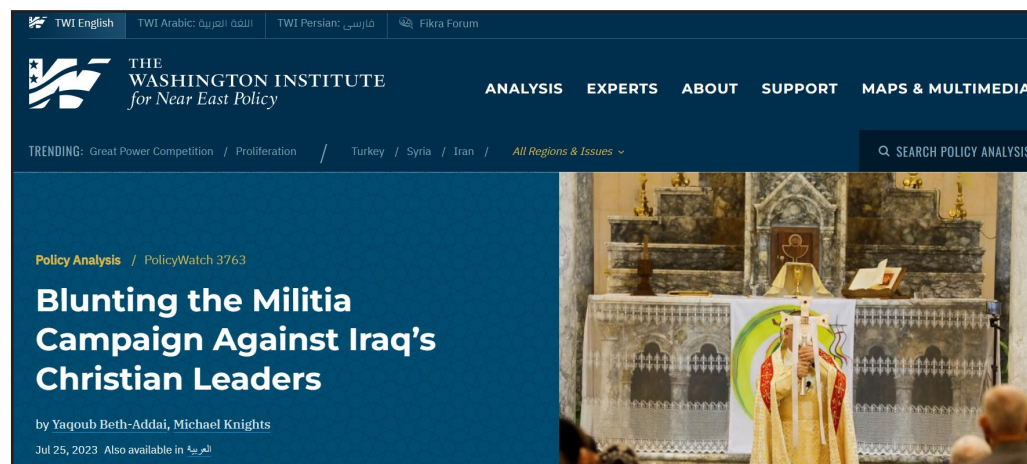 TWI English TWI Arabic: اللغة العربية TWI Persian: فارسی Fikra Forum
THE
WASHINGTON INSTITUTE
for Near East Policy
ANALYSIS EXPERTS ABOUT SUPPORT MAPS & MULTIMEDIA
TRENDING: Great Power Competition / Proliferation / Turkey / Syria / Iran / All Regions & Issues
SEARCH POLICY ANALYSIS
Policy Analysis / PolicyWatch 3763
Blunting the Militia
Campaign Against Iraq’s
Christian Leaders
by Yaqoub Beth-Addai, Michael Knights
Jul 25, 2023 Also available in العربية